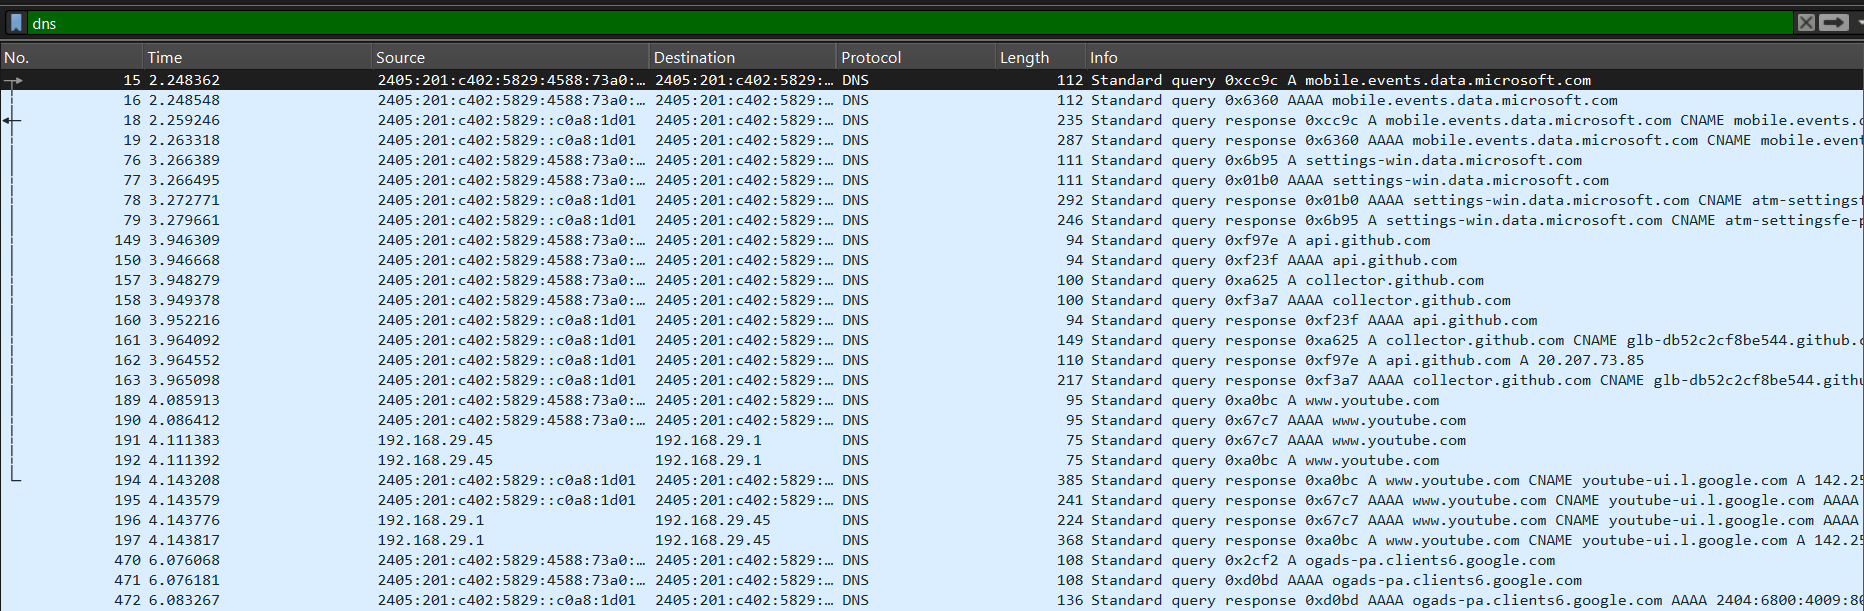 dns
No. Time Source Destination Protocol Length Info
15 2.248362 2405:201:c402:5829:4588:73a0:… 2405:201:c402:5829:… DNS 112 Standard query 0xcc9c A mobile.events.data.microsoft.com
16 2.248548 2405:201:c402:5829:4588:73a0:… 2405:201:c402:5829:… DNS 112 Standard query 0x6360 AAAA mobile.events.data.microsoft.com
18 2.259246 2405:201:c402:5829::c0a8:1d01 2405:201:c402:5829:… DNS 235 Standard query response 0xcc9c A mobile.events.data.microsoft.com CNAME mobile.events.
19 2.263318 2405:201:c402:5829::c0a8:1d01 2405:201:c402:5829:… DNS 287 Standard query response 0x6360 AAAA mobile.events.data.microsoft.com CNAME mobile.event
76 3.266389 2405:201:c402:5829:4588:73a0:… 2405:201:c402:5829:… DNS 111 Standard query 0x6b95 A settings-win.data.microsoft.com
77 3.266495 2405:201:c402:5829:4588:73a0:… 2405:201:c402:5829:… DNS 111 Standard query 0x01b0 AAAA settings-win.data.microsoft.com
78 3.272771 2405:201:c402:5829::c0a8:1d01 2405:201:c402:5829:… DNS 292 Standard query response 0x01b0 AAAA settings-win.data.microsoft.com CNAME atm-settingsf
79 3.279661 2405:201:c402:5829::c0a8:1d01 2405:201:c402:5829:… DNS 246 Standard query response 0x6b95 A settings-win.data.microsoft.com CNAME atm-settingsfe-p
149 3.946309 2405:201:c402:5829:4588:73a0:… 2405:201:c402:5829:… DNS 94 Standard query 0xf97e A api.github.com
150 3.946668 2405:201:c402:5829:4588:73a0:… 2405:201:c402:5829:… DNS 94 Standard query 0xf23f AAAA api.github.com
157 3.948279 2405:201:c402:5829:4588:73a0:… 2405:201:c402:5829:… DNS 100 Standard query 0xa625 A collector.github.com
158 3.949378 2405:201:c402:5829:4588:73a0:… 2405:201:c402:5829:… DNS 100 Standard query 0xf3a7 AAAA collector.github.com
160 3.952216 2405:201:c402:5829::c0a8:1d01 2405:201:c402:5829:… DNS 94 Standard query response 0xf23f AAAA api.github.com
161 3.964092 2405:201:c402:5829::c0a8:1d01 2405:201:c402:5829:… DNS 149 Standard query response 0xa625 A collector.github.com CNAME glb-db52c2cf8be544.github.
162 3.964552 2405:201:c402:5829::c0a8:1d01 2405:201:c402:5829:… DNS 110 Standard query response 0xf97e A api.github.com A 20.207.73.85
163 3.965098 2405:201:c402:5829::c0a8:1d01 2405:201:c402:5829:… DNS 217 Standard query response 0xf3a7 AAAA collector.github.com CNAME glb-db52c2cf8be544.githu
189 4.085913 2405:201:c402:5829:4588:73a0:… 2405:201:c402:5829:… DNS 95 Standard query 0xa0bc A www.youtube.com
190 4.086412 2405:201:c402:5829:4588:73a0:… 2405:201:c402:5829:… DNS 95 Standard query 0x67c7 AAAA www.youtube.com
191 4.111383 192.168.29.45 192.168.29.1 DNS 75 Standard query 0x67c7 AAAA www.youtube.com
192 4.111392 192.168.29.45 192.168.29.1 DNS 75 Standard query 0xa0bc A www.youtube.com
194 4.143208 2405:201:c402:5829::c0a8:1d01 2405:201:c402:5829:… DNS 385 Standard query response 0xa0bc A www.youtube.com CNAME youtube-ui.l.google.com A 142.25
195 4.143579 2405:201:c402:5829::c0a8:1d01 2405:201:c402:5829:… DNS 241 Standard query response 0x67c7 AAAA www.youtube.com CNAME youtube-ui.l.google.com AAAA
196 4.143776 192.168.29.1 192.168.29.45 DNS 224 Standard query response 0x67c7 AAAA www.youtube.com CNAME youtube-ui.l.google.com AAAA
197 4.143817 192.168.29.1 192.168.29.45 DNS 368 Standard query response 0xa0bc A www.youtube.com CNAME youtube-ui.l.google.com A 142.25
470 6.076068 2405:201:c402:5829:4588:73a0:… 2405:201:c402:5829:… DNS 108 Standard query 0x2cf2 A ogads-pa.clients6.google.com
471 6.076181 2405:201:c402:5829:4588:73a0:… 2405:201:c402:5829:… DNS 108 Standard query 0xd0bd AAAA ogads-pa.clients6.google.com
472 6.083267 2405:201:c402:5829::c0a8:1d01 2405:201:c402:5829:… DNS 136 Standard query response 0xd0bd AAAA ogads-pa.clients6.google.com AAAA 2404:6800:4009:80